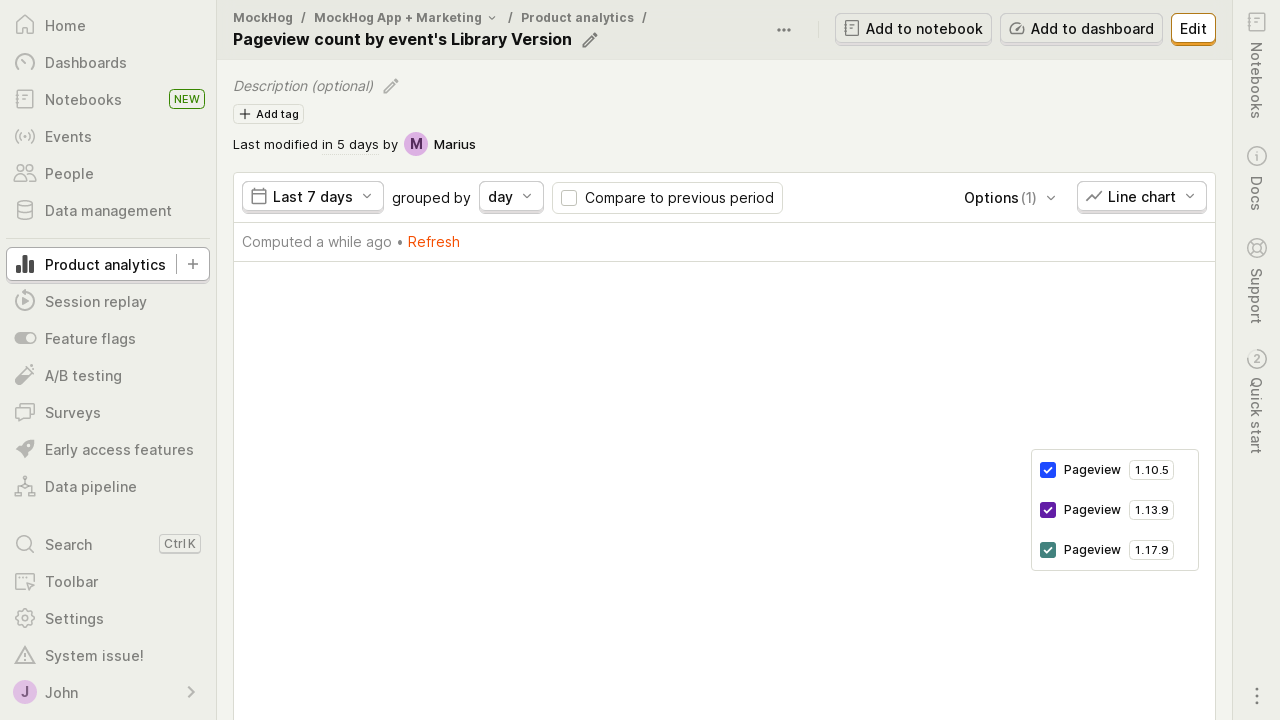 Home
Dashboards
Notebooks NEW
Events
People
Data management
Product analytics
Session replay
Feature flags
A/B testing
Surveys
Early access features
Data pipeline
Search Ctrl K
Toolbar
Settings
System issue!
J John
MockHog / MockHog App + Marketing / Product analytics /
Pageview count by event's Library Version
Add to notebook Add to dashboard Edit
Description (optional)
Add tag
Last modified in 5 days by M Marius
Last 7 days grouped by day Compare to previous period Options (1) Line chart
Computed a while ago • Refresh
Pageview 1.10.5
Pageview 1.13.9
Pageview 1.17.9
Notebooks
Docs
Support
2 Quick start